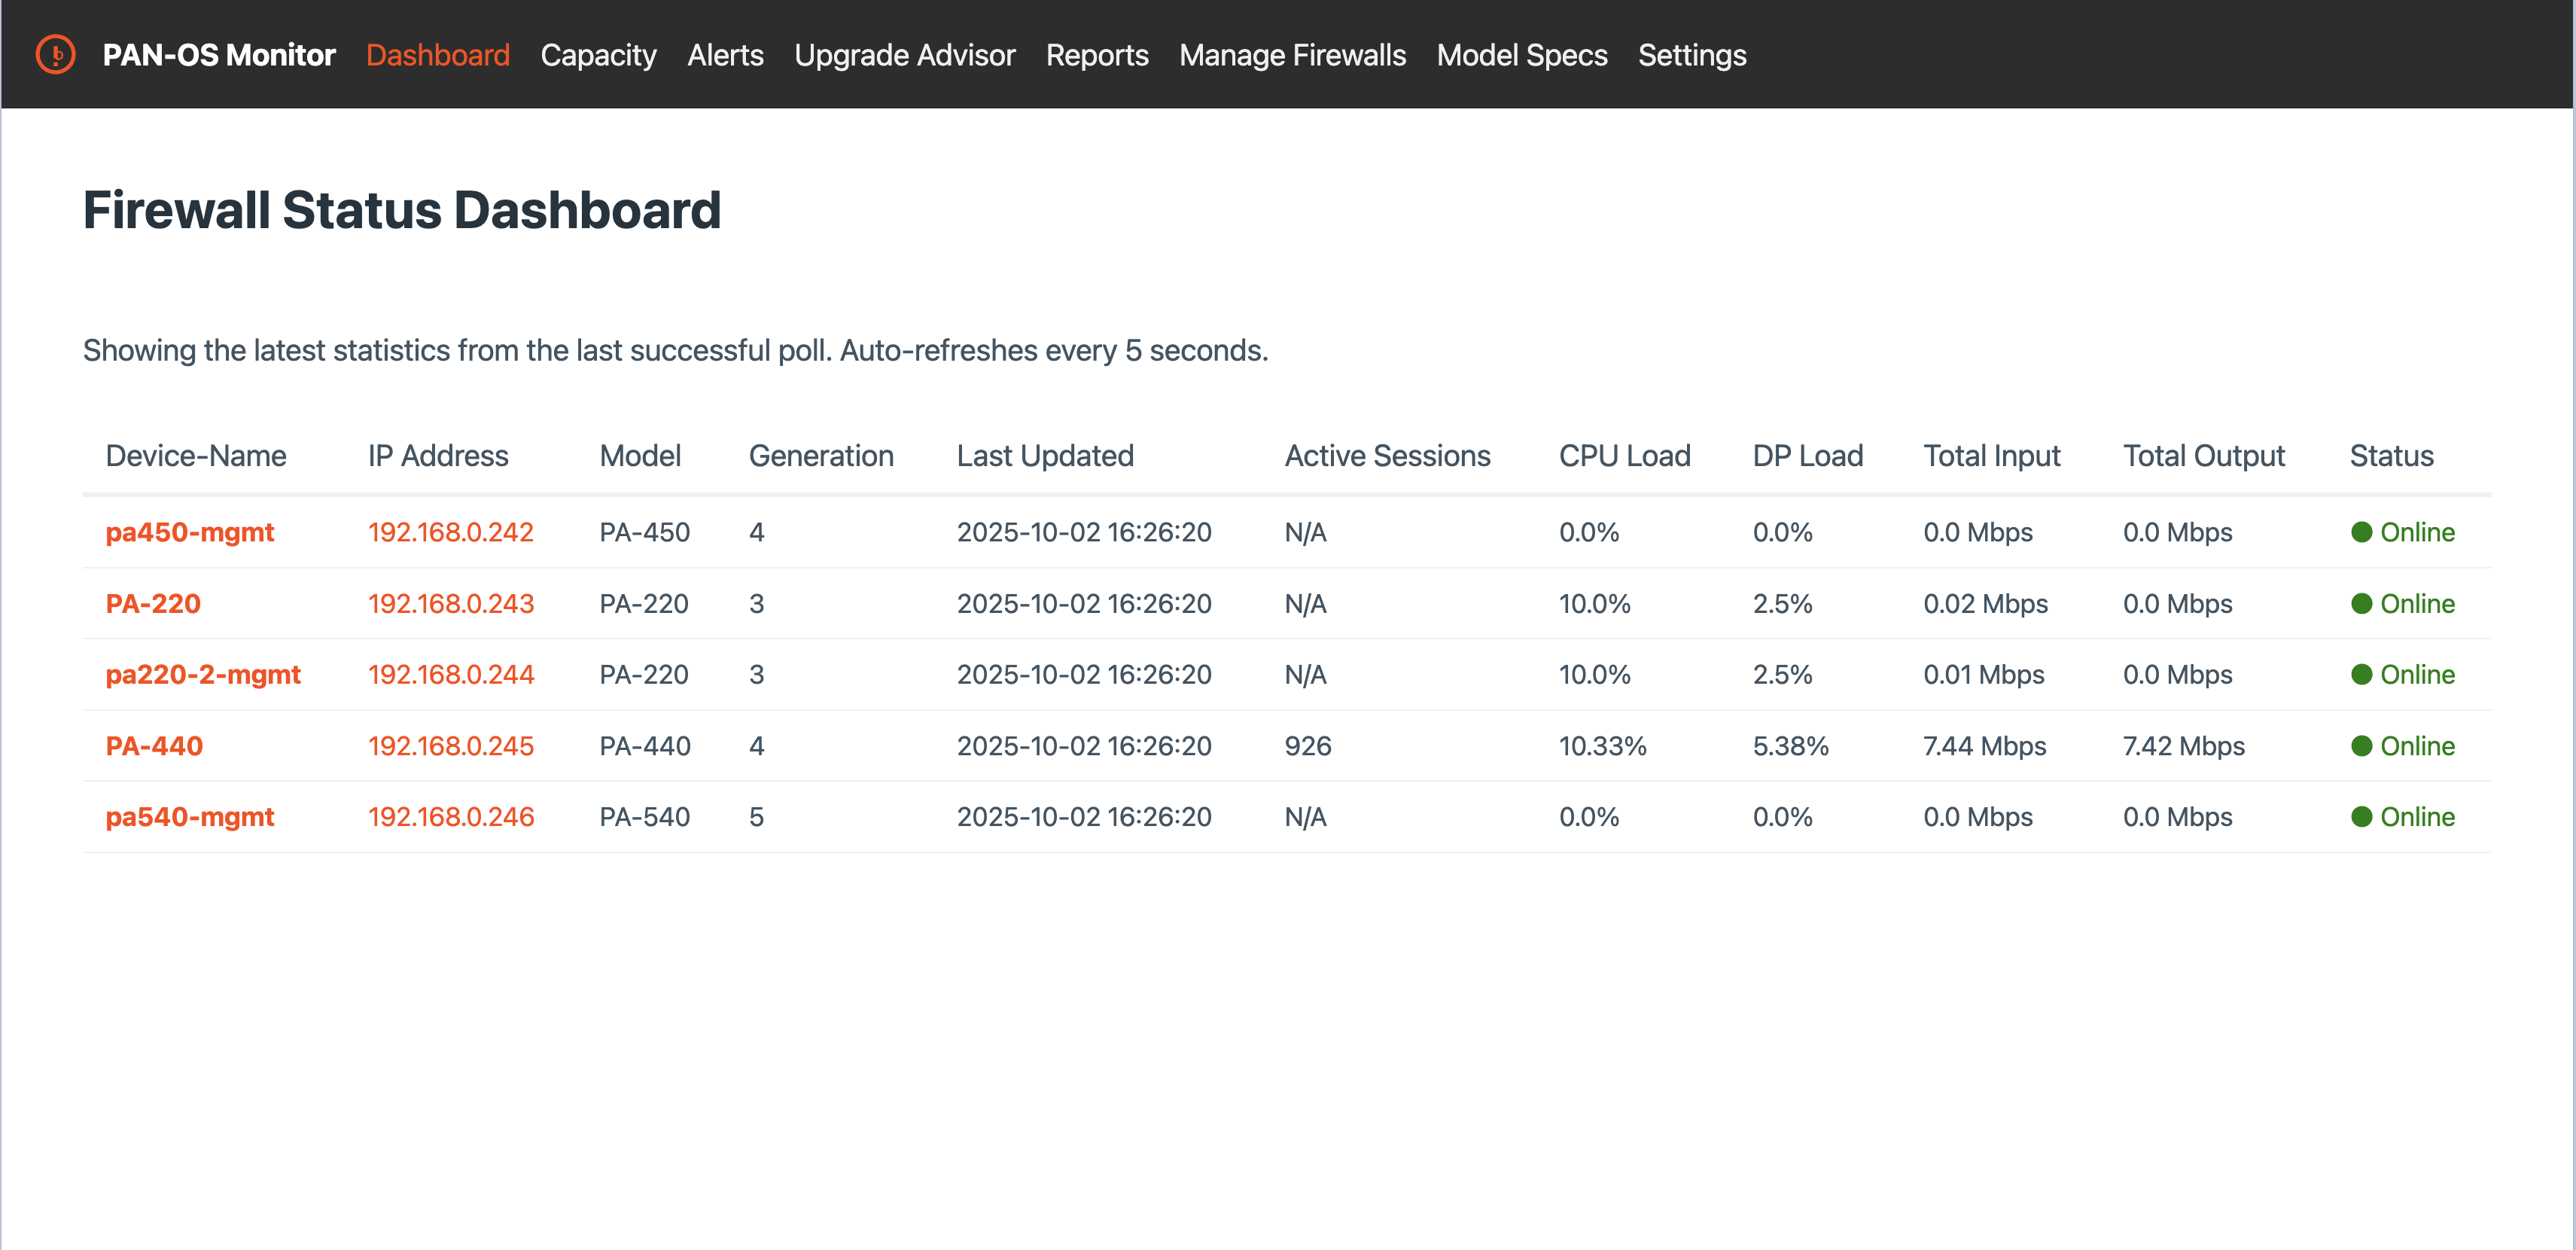 PAN-OS Monitor Dashboard Capacity Alerts Upgrade Advisor Reports Manage Firewalls Model Specs Settings
Firewall Status Dashboard
Showing the latest statistics from the last successful poll. Auto-refreshes every 5 seconds.
Device-Name IP Address Model Generation Last Updated Active Sessions CPU Load DP Load Total Input Total Output Status
pa450-mgmt 192.168.0.242 PA-450 4 2025-10-02 16:26:20 N/A 0.0% 0.0% 0.0 Mbps 0.0 Mbps Online
PA-220 192.168.0.243 PA-220 3 2025-10-02 16:26:20 N/A 10.0% 2.5% 0.02 Mbps 0.0 Mbps Online
pa220-2-mgmt 192.168.0.244 PA-220 3 2025-10-02 16:26:20 N/A 10.0% 2.5% 0.01 Mbps 0.0 Mbps Online
PA-440 192.168.0.245 PA-440 4 2025-10-02 16:26:20 926 10.33% 5.38% 7.44 Mbps 7.42 Mbps Online
pa540-mgmt 192.168.0.246 PA-540 5 2025-10-02 16:26:20 N/A 0.0% 0.0% 0.0 Mbps 0.0 Mbps Online